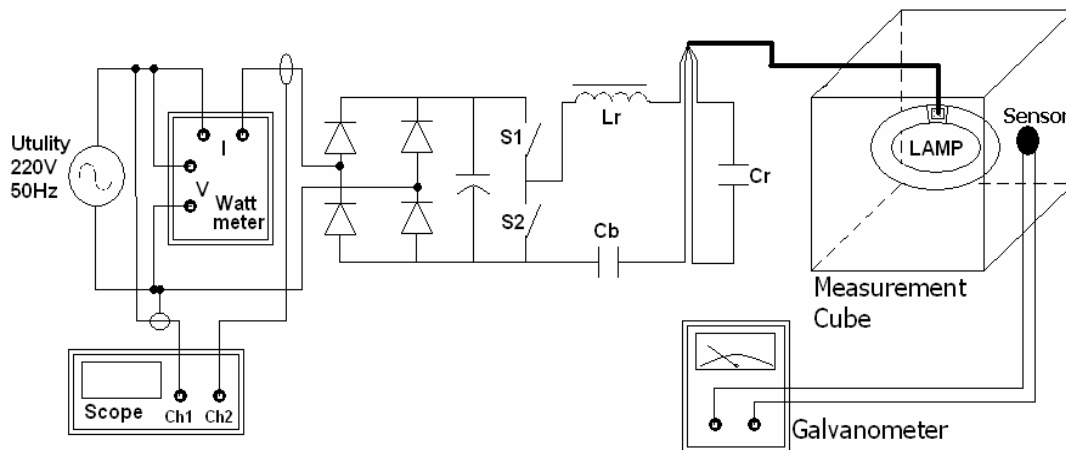 Utulity
220V
50Hz
I
V
Watt
meter
S1
S2
Lr
Cr
Cb
LAMP
Sensor
Measurement
Cube
Scope
Ch1
Ch2
Galvanometer